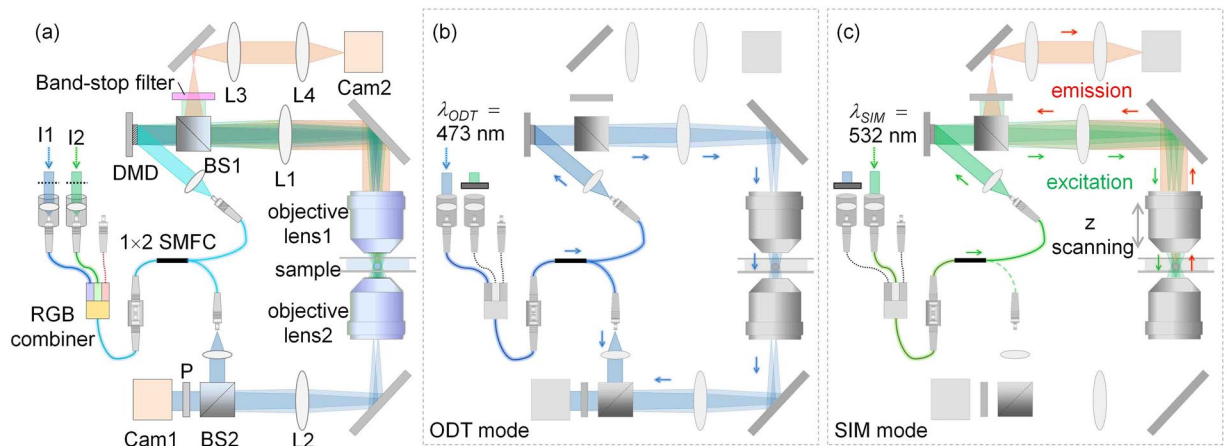 (a)
Band-stop filter
L3
L4
Cam2
I1
I2
DMD
BS1
L1
objective
lens1
1×2 SMFC
sample
RGB
combiner
objective
lens2
P
Cam1
BS2
L2
(b)
λODT =
473 nm
ODT mode
(c)
emission
λSIM =
532 nm
excitation
z
scanning
SIM mode